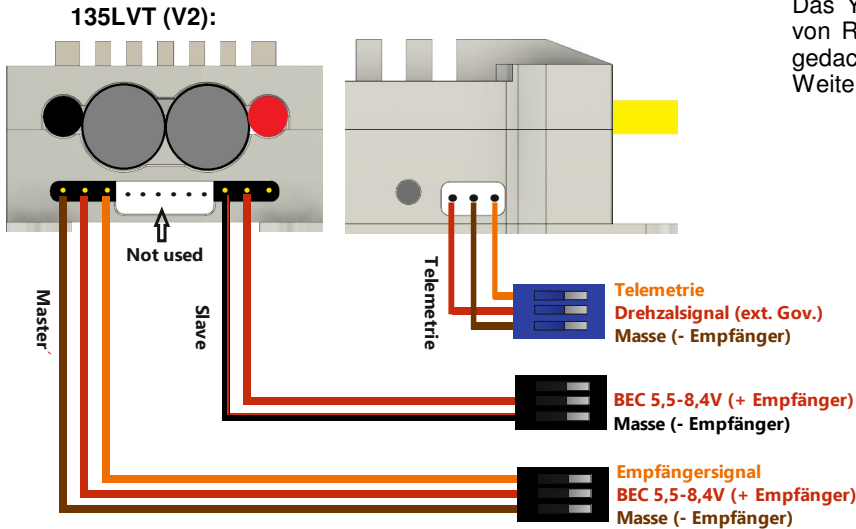 135LVT (V2):
Das Y
von R
gedac
Weite
Not used
Master´
Slave
Telemetrie
Telemetrie
Drehzalsignal (ext. Gov.)
Masse (- Empfänger)
BEC 5,5-8,4V (+ Empfänger)
Masse (- Empfänger)
Empfängersignal
BEC 5,5-8,4V (+ Empfänger)
Masse (- Empfänger)